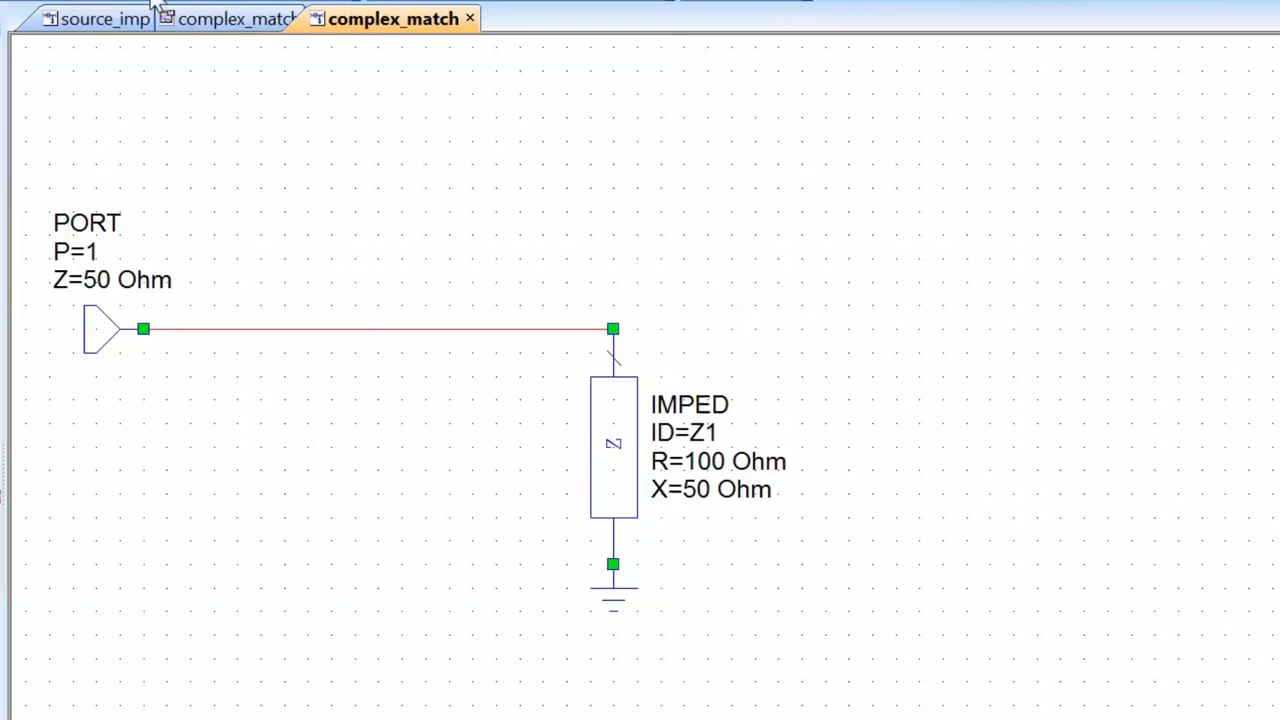 source_imp
complex_match
complex_match
PORT
P=1
Z=50 Ohm
Z
IMPED
ID=Z1
R=100 Ohm
X=50 Ohm